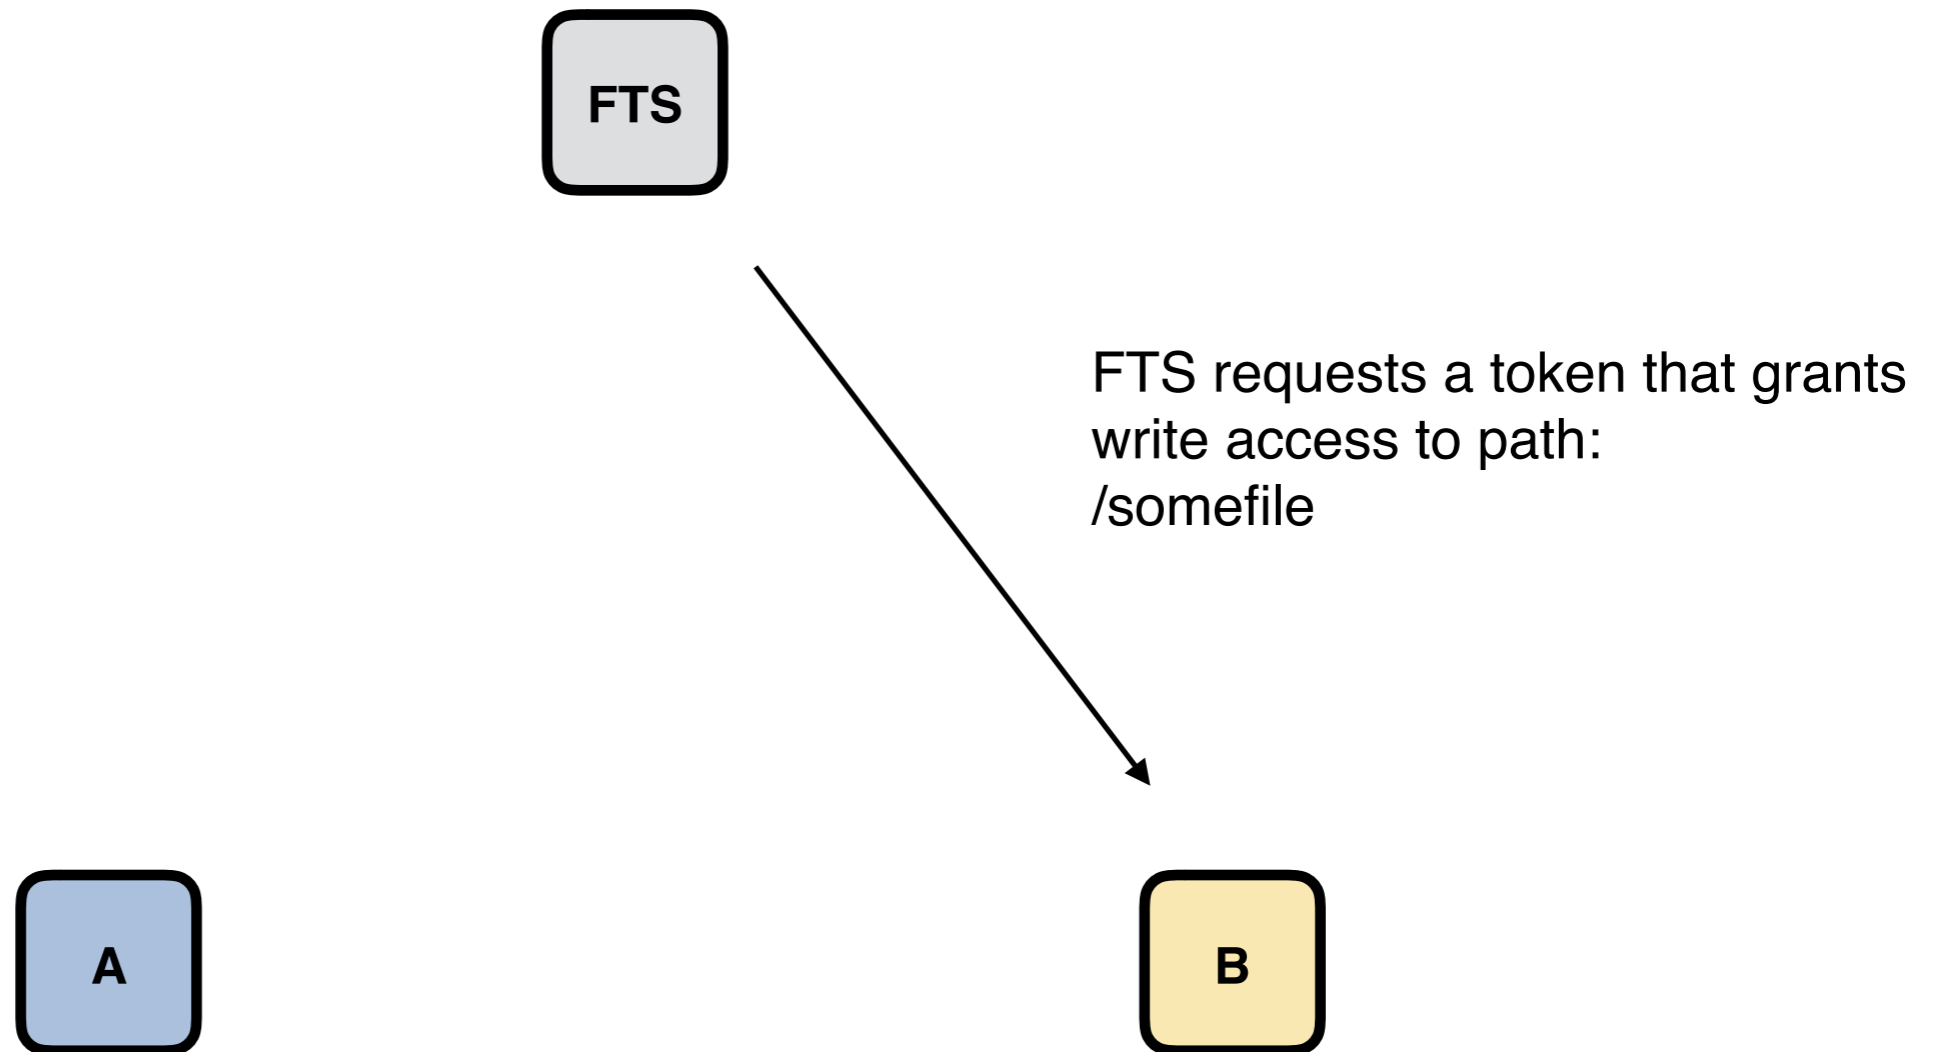 FTS
FTS requests a token that grants
write access to path:
/somefile
A
B